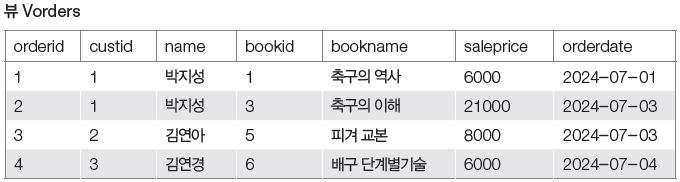 뷰 Vorders
orderid custid name bookid bookname saleprice orderdate
1 1 박지성 1 축구의 역사 6000 2024-07-01
2 1 박지성 3 축구의 이해 21000 2024-07-03
3 2 김연아 5 피겨 교본 8000 2024-07-03
4 3 김연경 6 배구 단계별기술 6000 2024-07-04